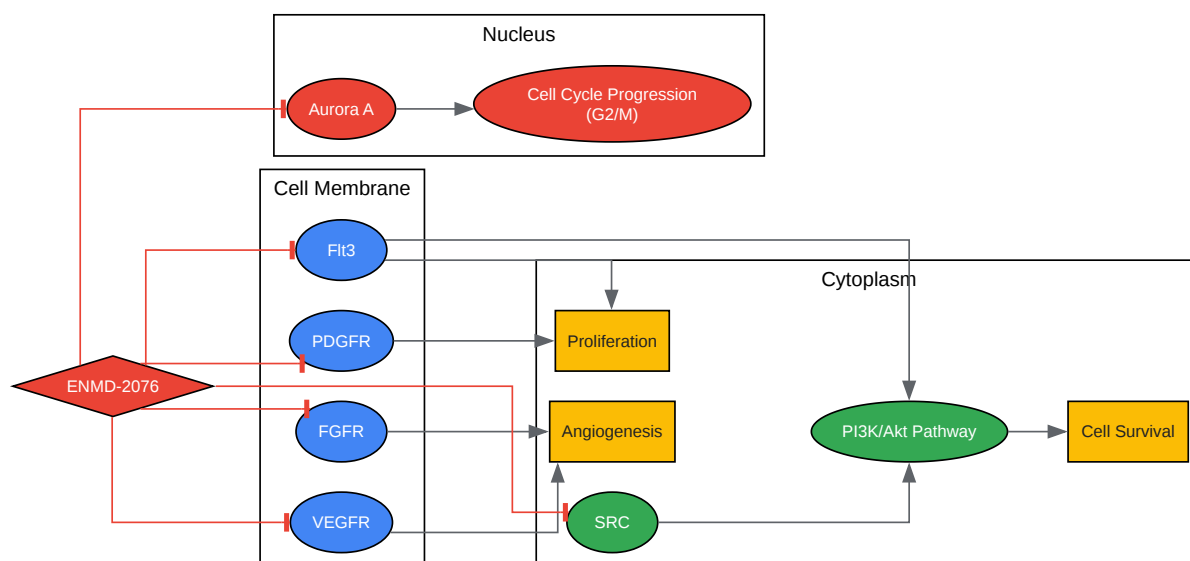 Nucleus
Aurora A
Cell Cycle Progression
(G2/M)
Cell Membrane
Flt3
Cytoplasm
PDGFR
Proliferation
ENMD-2076
FGFR
Angiogenesis
PI3K/Akt Pathway
Cell Survival
VEGFR
SRC